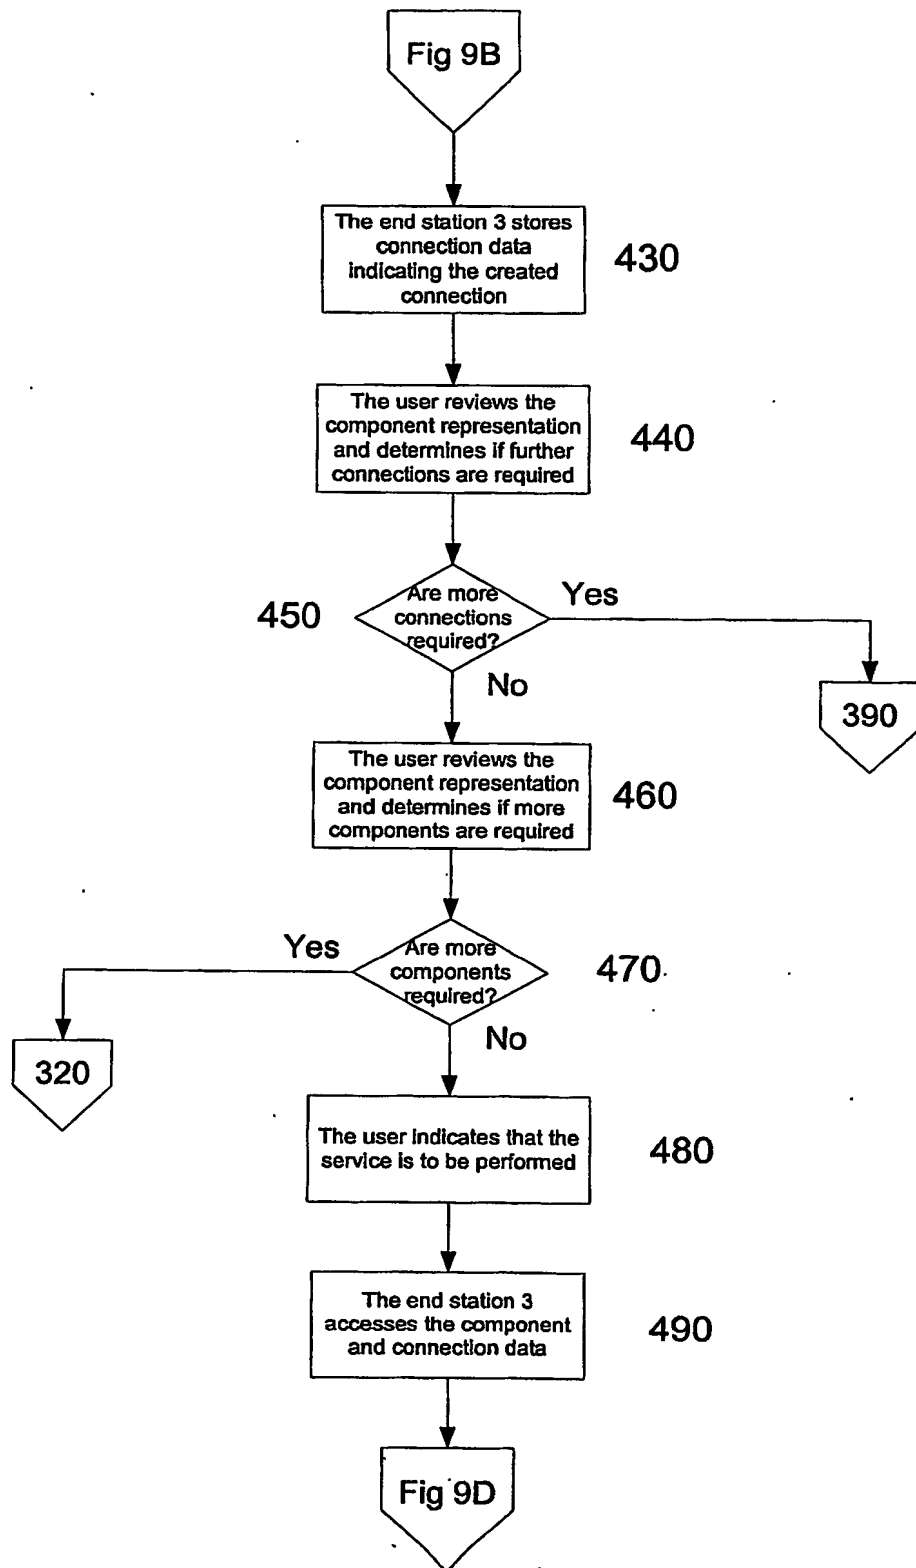 Fig 9B
The end station 3 stores
connection data
indicating the created
connection
430
The user reviews the
component representation
and determines if further
connections are required
440
450
Are more
connections
required?
Yes
No
390
The user reviews the
component representation
and determines if more
components are required
460
Yes
Are more
components
required?
470
No
320
The user indicates that the
service is to be performed
480
The end station 3
accesses the component
and connection data
490
Fig 9D